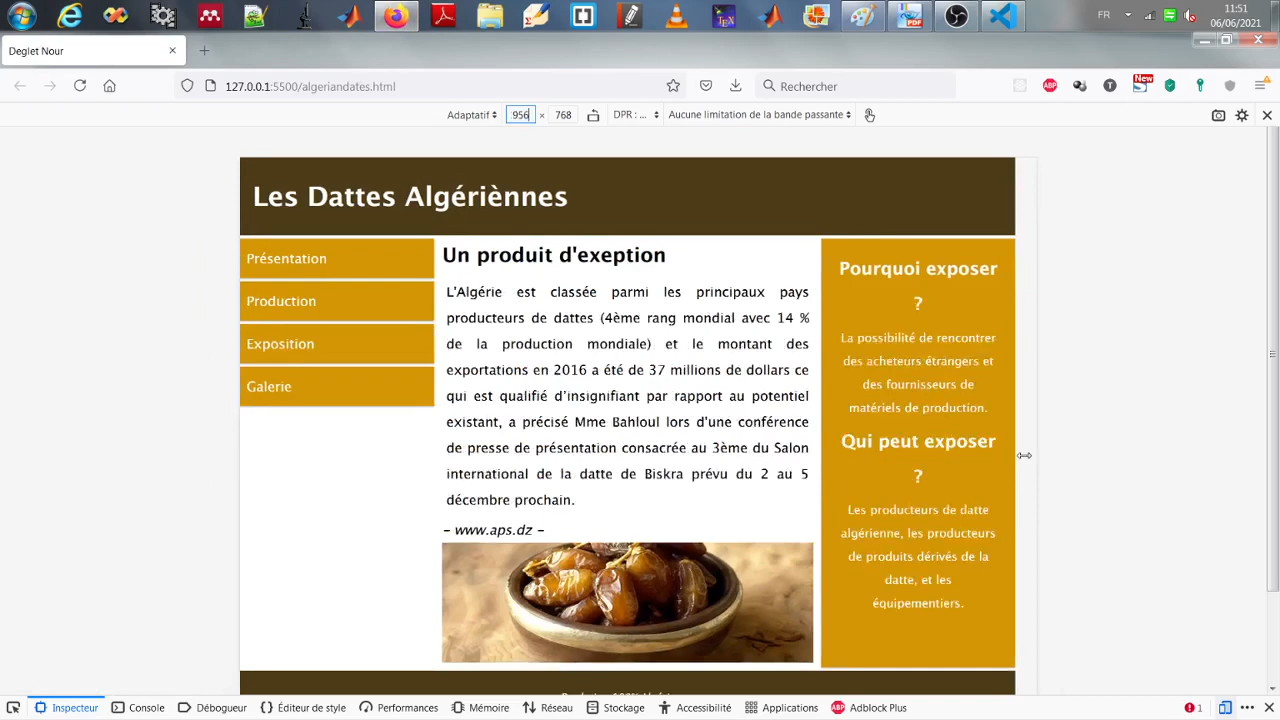 FR
11:51
06/06/2021
Deglet Nour
127.0.0.1:5500/algeriandates.html
Rechercher
ABP
T
New
Adaptatif
956 × 768
DPR : ...
Aucune limitation de la bande passante
Les Dattes Algériènnes
Présentation
Production
Exposition
Galerie
Un produit d'exeption
L'Algérie est classée parmi les principaux pays
producteurs de dattes (4ème rang mondial avec 14 %
de la production mondiale) et le montant des
exportations en 2016 a été de 37 millions de dollars ce
qui est qualifié d'insignifiant par rapport au potentiel
existant, a précisé Mme Bahloul lors d'une conférence
de presse de présentation consacrée au 3ème du Salon
international de la datte de Biskra prévu du 2 au 5
décembre prochain.
– www.aps.dz –
Pourquoi exposer
?
La possibilité de rencontrer
des acheteurs étrangers et
des fournisseurs de
matériels de production.
Qui peut exposer
?
Les producteurs de datte
algérienne, les producteurs
de produits dérivés de la
datte, et les
équipementiers.
Inspecteur
Console
Débogueur
Éditeur de style
Performances
Mémoire
Réseau
Stockage
Accessibilité
Applications
ABP Adblock Plus
1